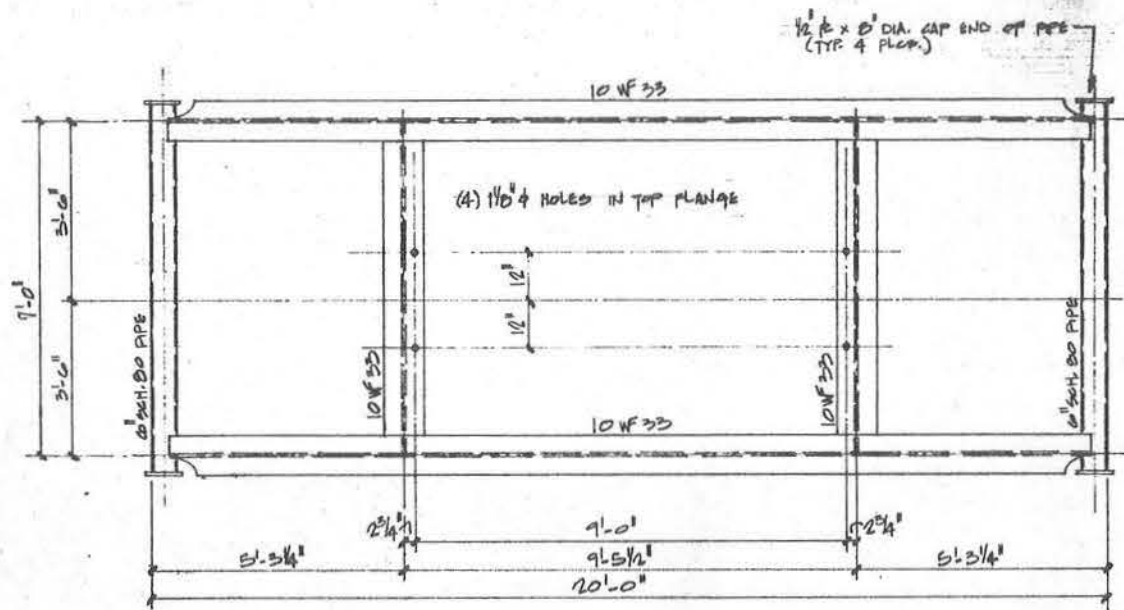 1/2" ℄ x 8" DIA. CAP END OF PIPE
(TYP. 4 PLCS.)
10 WF 33
(4) 1 1/8" ϕ HOLES IN TOP FLANGE
3'-6"
7'-0"
3'-6"
12"
12"
6" SCH. 80 PIPE
10 WF 33
10 WF 33
6" SCH. 80 PIPE
10 WF 33
2 3/4"
9'-0"
2 3/4"
5'-3 1/4"
9'-5 1/2"
5'-3 1/4"
20'-0"